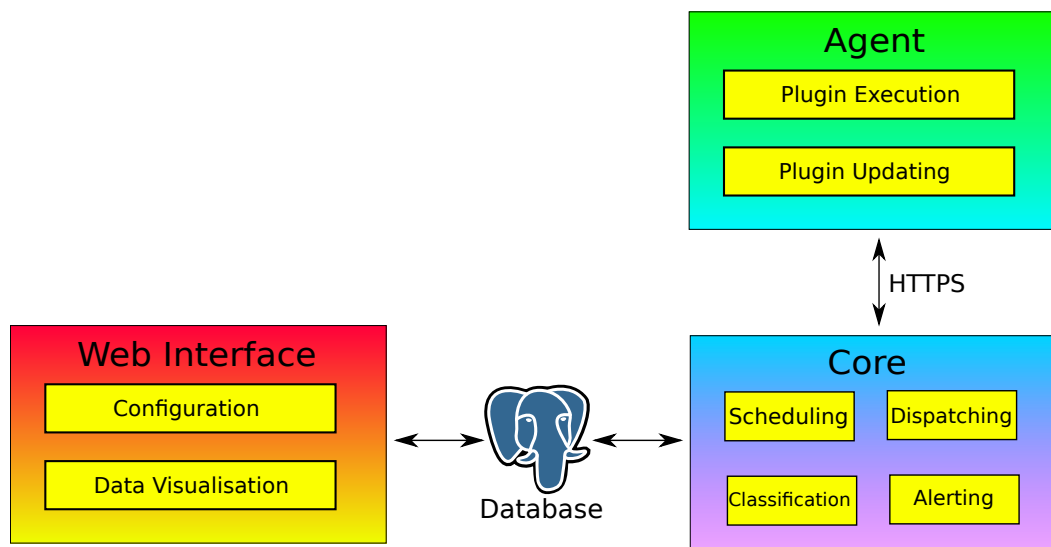 Agent
Plugin Execution
Plugin Updating
HTTPS
Web Interface
Configuration
Data Visualisation
Database
Core
Scheduling
Dispatching
Classification
Alerting